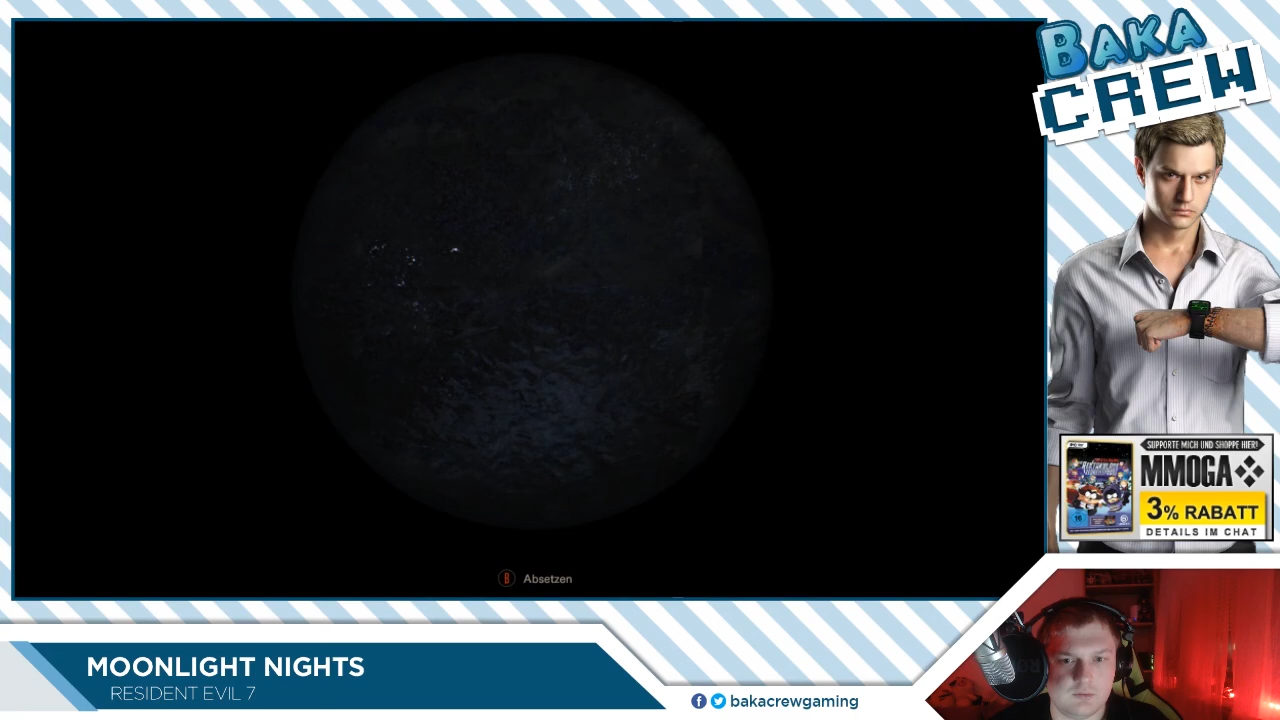 BAKA
CREW
SUPPORTE MICH UND SHOPPE HIER!
MMOGA
3% RABATT
DETAILS IM CHAT
B Absetzen
MOONLIGHT NIGHTS
RESIDENT EVIL 7
bakacrewgaming